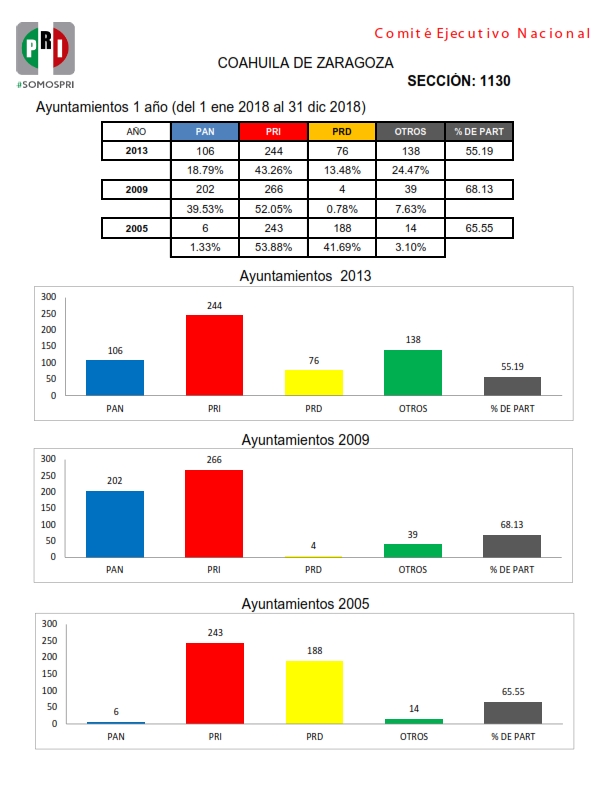 Comité Ejecutivo Nacional
PRI
#SOMOSPRI
COAHUILA DE ZARAGOZA
SECCIÓN: 1130
Ayuntamientos 1 año (del 1 ene 2018 al 31 dic 2018)
AÑO PAN PRI PRD OTROS % DE PART
2013 106 244 76 138 55.19
18.79% 43.26% 13.48% 24.47%
2009 202 266 4 39 68.13
39.53% 52.05% 0.78% 7.63%
2005 6 243 188 14 65.55
1.33% 53.88% 41.69% 3.10%
Ayuntamientos 2013
300
250
200
150
100
50
0
106 244 76 138 55.19
PAN PRI PRD OTROS % DE PART
Ayuntamientos 2009
300
250
200
150
100
50
0
202 266 4 39 68.13
PAN PRI PRD OTROS % DE PART
Ayuntamientos 2005
300
250
200
150
100
50
0
6 243 188 14 65.55
PAN PRI PRD OTROS % DE PART